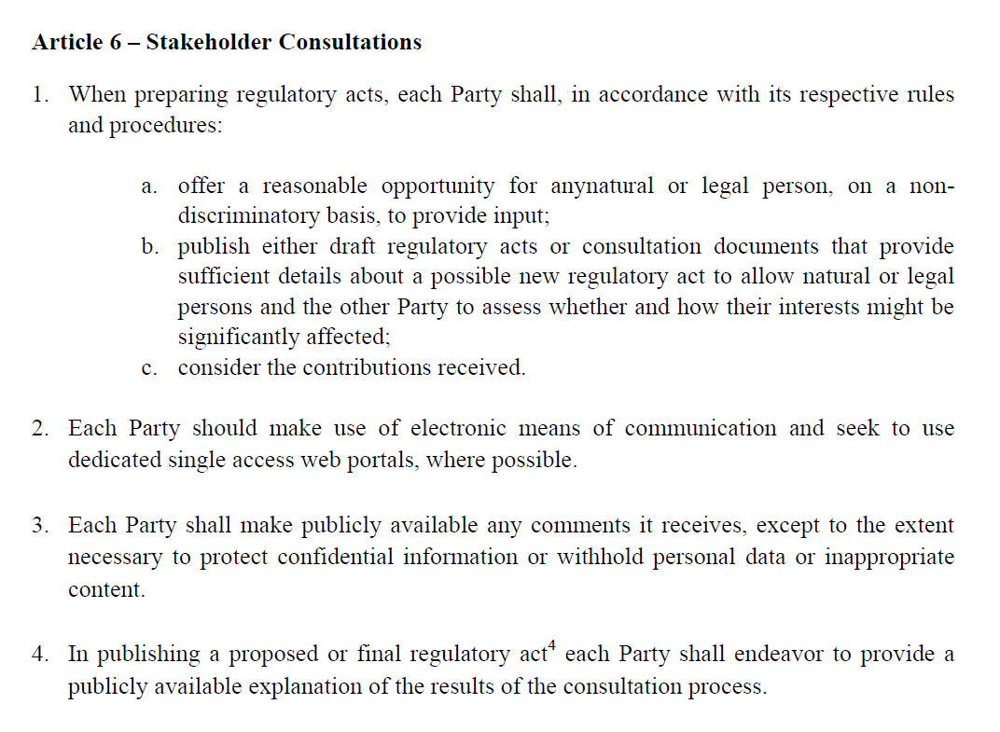 Article 6 – Stakeholder Consultations
1. When preparing regulatory acts, each Party shall, in accordance with its respective rules
and procedures:
a. offer a reasonable opportunity for anynatural or legal person, on a non-
discriminatory basis, to provide input;
b. publish either draft regulatory acts or consultation documents that provide
sufficient details about a possible new regulatory act to allow natural or legal
persons and the other Party to assess whether and how their interests might be
significantly affected;
c. consider the contributions received.
2. Each Party should make use of electronic means of communication and seek to use
dedicated single access web portals, where possible.
3. Each Party shall make publicly available any comments it receives, except to the extent
necessary to protect confidential information or withhold personal data or inappropriate
content.
4. In publishing a proposed or final regulatory act⁴ each Party shall endeavor to provide a
publicly available explanation of the results of the consultation process.